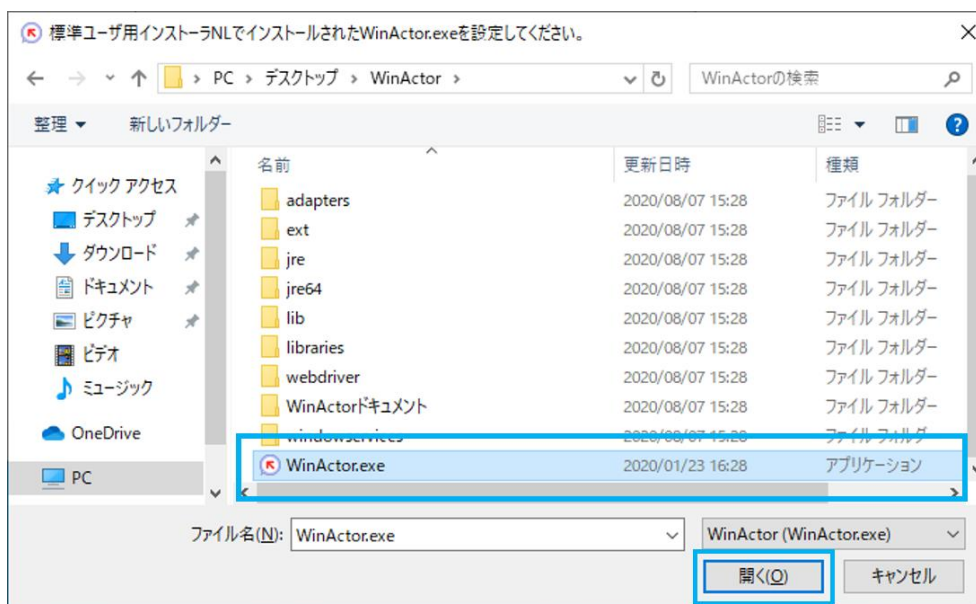 標準ユーザ用インストーラNLでインストールされたWinActor.exeを設定してください。
PC › デスクトップ › WinActor ›
WinActorの検索
整理
新しいフォルダー
クイック アクセス
デスクトップ
ダウンロード
ドキュメント
ピクチャ
ビデオ
ミュージック
OneDrive
PC
名前 更新日時 種類
adapters 2020/08/07 15:28 ファイル フォルダー
ext 2020/08/07 15:28 ファイル フォルダー
jre 2020/08/07 15:28 ファイル フォルダー
jre64 2020/08/07 15:28 ファイル フォルダー
lib 2020/08/07 15:28 ファイル フォルダー
libraries 2020/08/07 15:28 ファイル フォルダー
webdriver 2020/08/07 15:28 ファイル フォルダー
WinActorドキュメント 2020/08/07 15:28 ファイル フォルダー
windowservices 2020/08/07 15:28 ファイル フォルダー
WinActor.exe 2020/01/23 16:28 アプリケーション
ファイル名(N): WinActor.exe
WinActor (WinActor.exe)
開く(O)
キャンセル